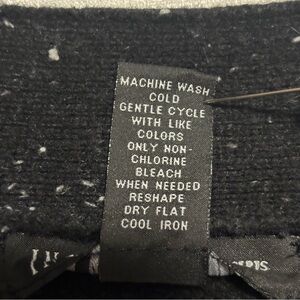 MACHINE WASH
COLD
GENTLE CYCLE
WITH LIKE
COLORS
ONLY NON-
CHLORINE
BLEACH
WHEN NEEDED
RESHAPE
DRY FLAT
COOL IRON